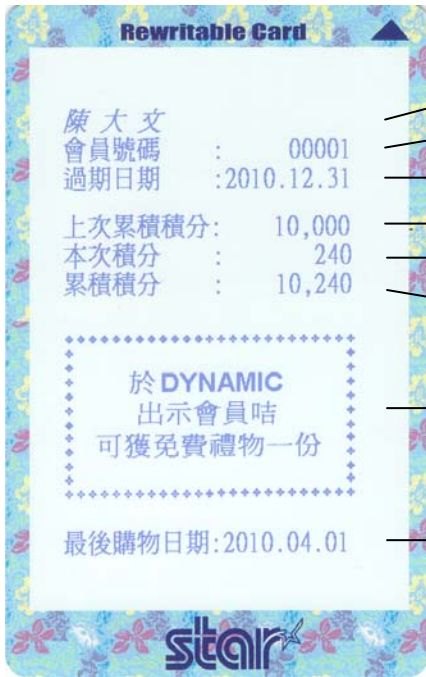 Rewritable Card
陳大文
會員號碼 : 00001
過期日期 :2010.12.31
上次累積積分: 10,000
本次積分 : 240
累積積分 : 10,240
於DYNAMIC
出示會員咭
可獲免費禮物一份
最後購物日期:2010.04.01
star